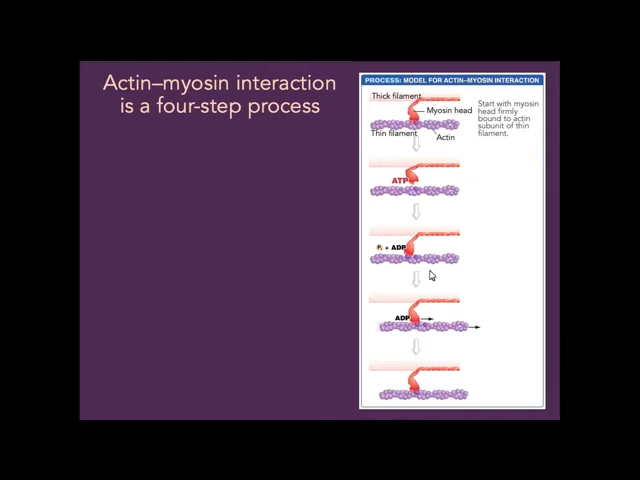 Actin–myosin interaction
is a four-step process
PROCESS: MODEL FOR ACTIN–MYOSIN INTERACTION
Thick filament
Myosin head
Thin filament
Actin
Start with myosin
head firmly
bound to actin
subunit of thin
filament.
ATP
Pi + ADP
ADP